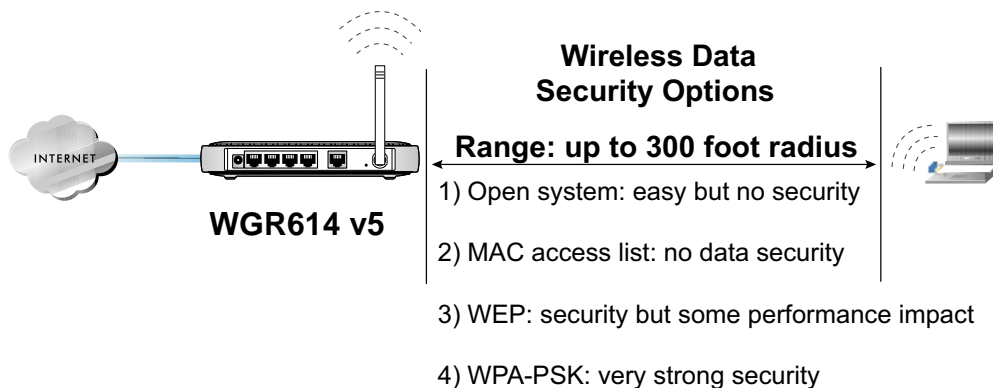 Wireless Data
Security Options
INTERNET
Range: up to 300 foot radius
WGR614 v5
1) Open system: easy but no security
2) MAC access list: no data security
3) WEP: security but some performance impact
4) WPA-PSK: very strong security